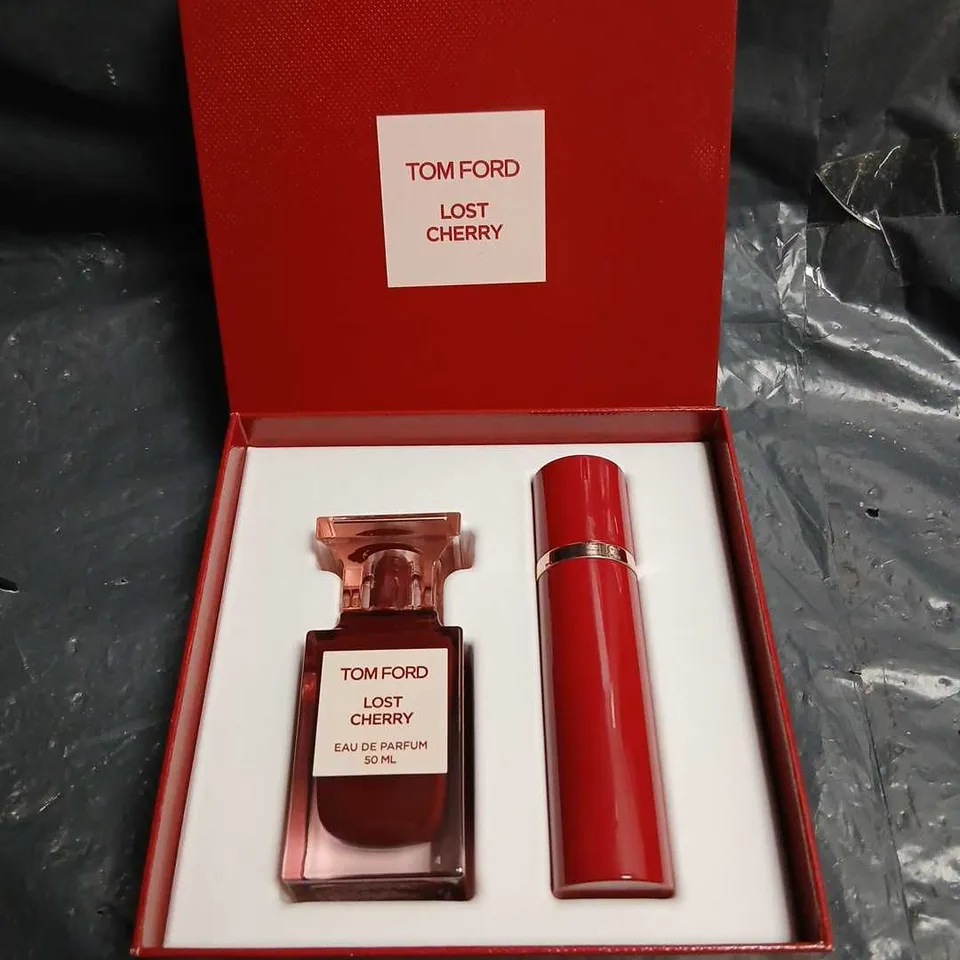 TOM FORD
LOST
CHERRY
TOM FORD
LOST
CHERRY
EAU DE PARFUM
50 ML